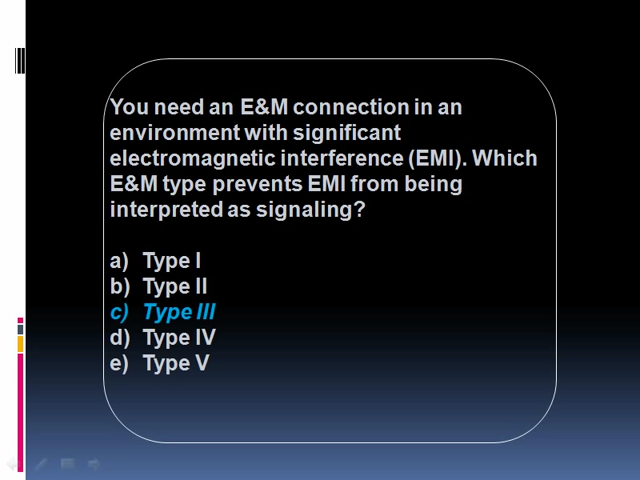 You need an E&M connection in an
environment with significant
electromagnetic interference (EMI). Which
E&M type prevents EMI from being
interpreted as signaling?
a) Type I
b) Type II
c) Type III
d) Type IV
e) Type V